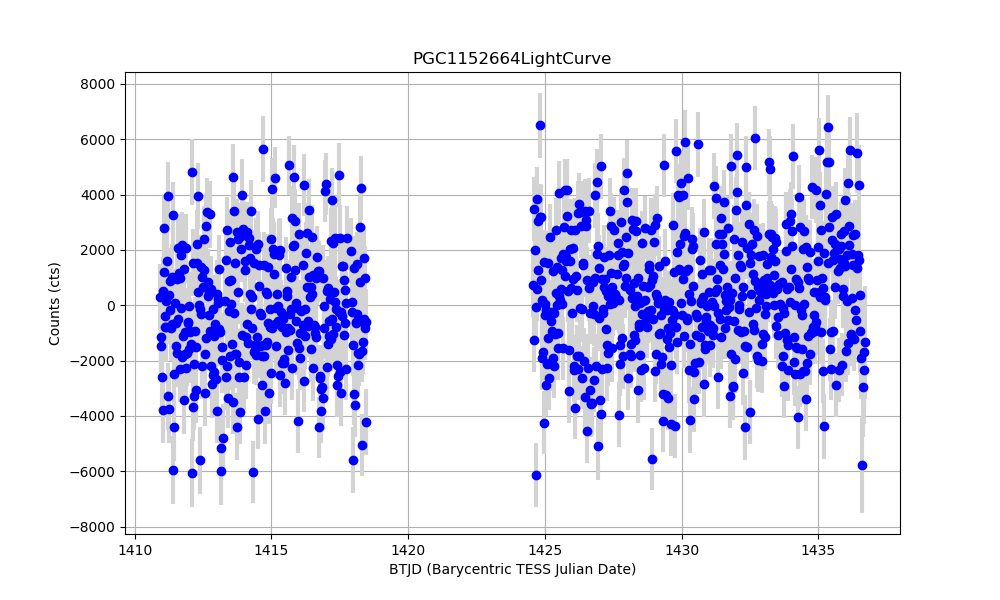 PGC1152664LightCurve
8000
6000
4000
2000
0
−2000
−4000
−6000
−8000
Counts (cts)
1410 1415 1420 1425 1430 1435
BTJD (Barycentric TESS Julian Date)